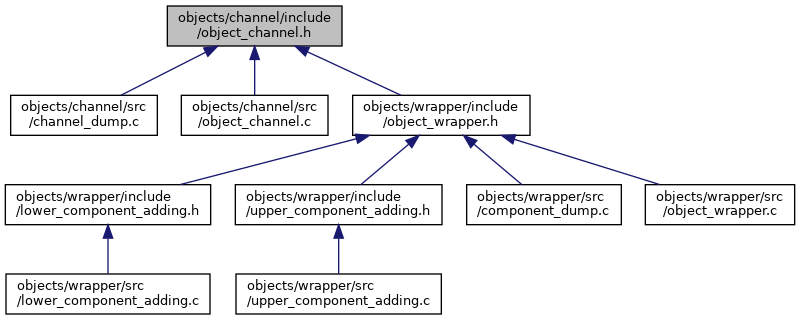 objects/channel/include
/object_channel.h
objects/channel/src
/channel_dump.c
objects/channel/src
/object_channel.c
objects/wrapper/include
/object_wrapper.h
objects/wrapper/include
/lower_component_adding.h
objects/wrapper/include
/upper_component_adding.h
objects/wrapper/src
/component_dump.c
objects/wrapper/src
/object_wrapper.c
objects/wrapper/src
/lower_component_adding.c
objects/wrapper/src
/upper_component_adding.c